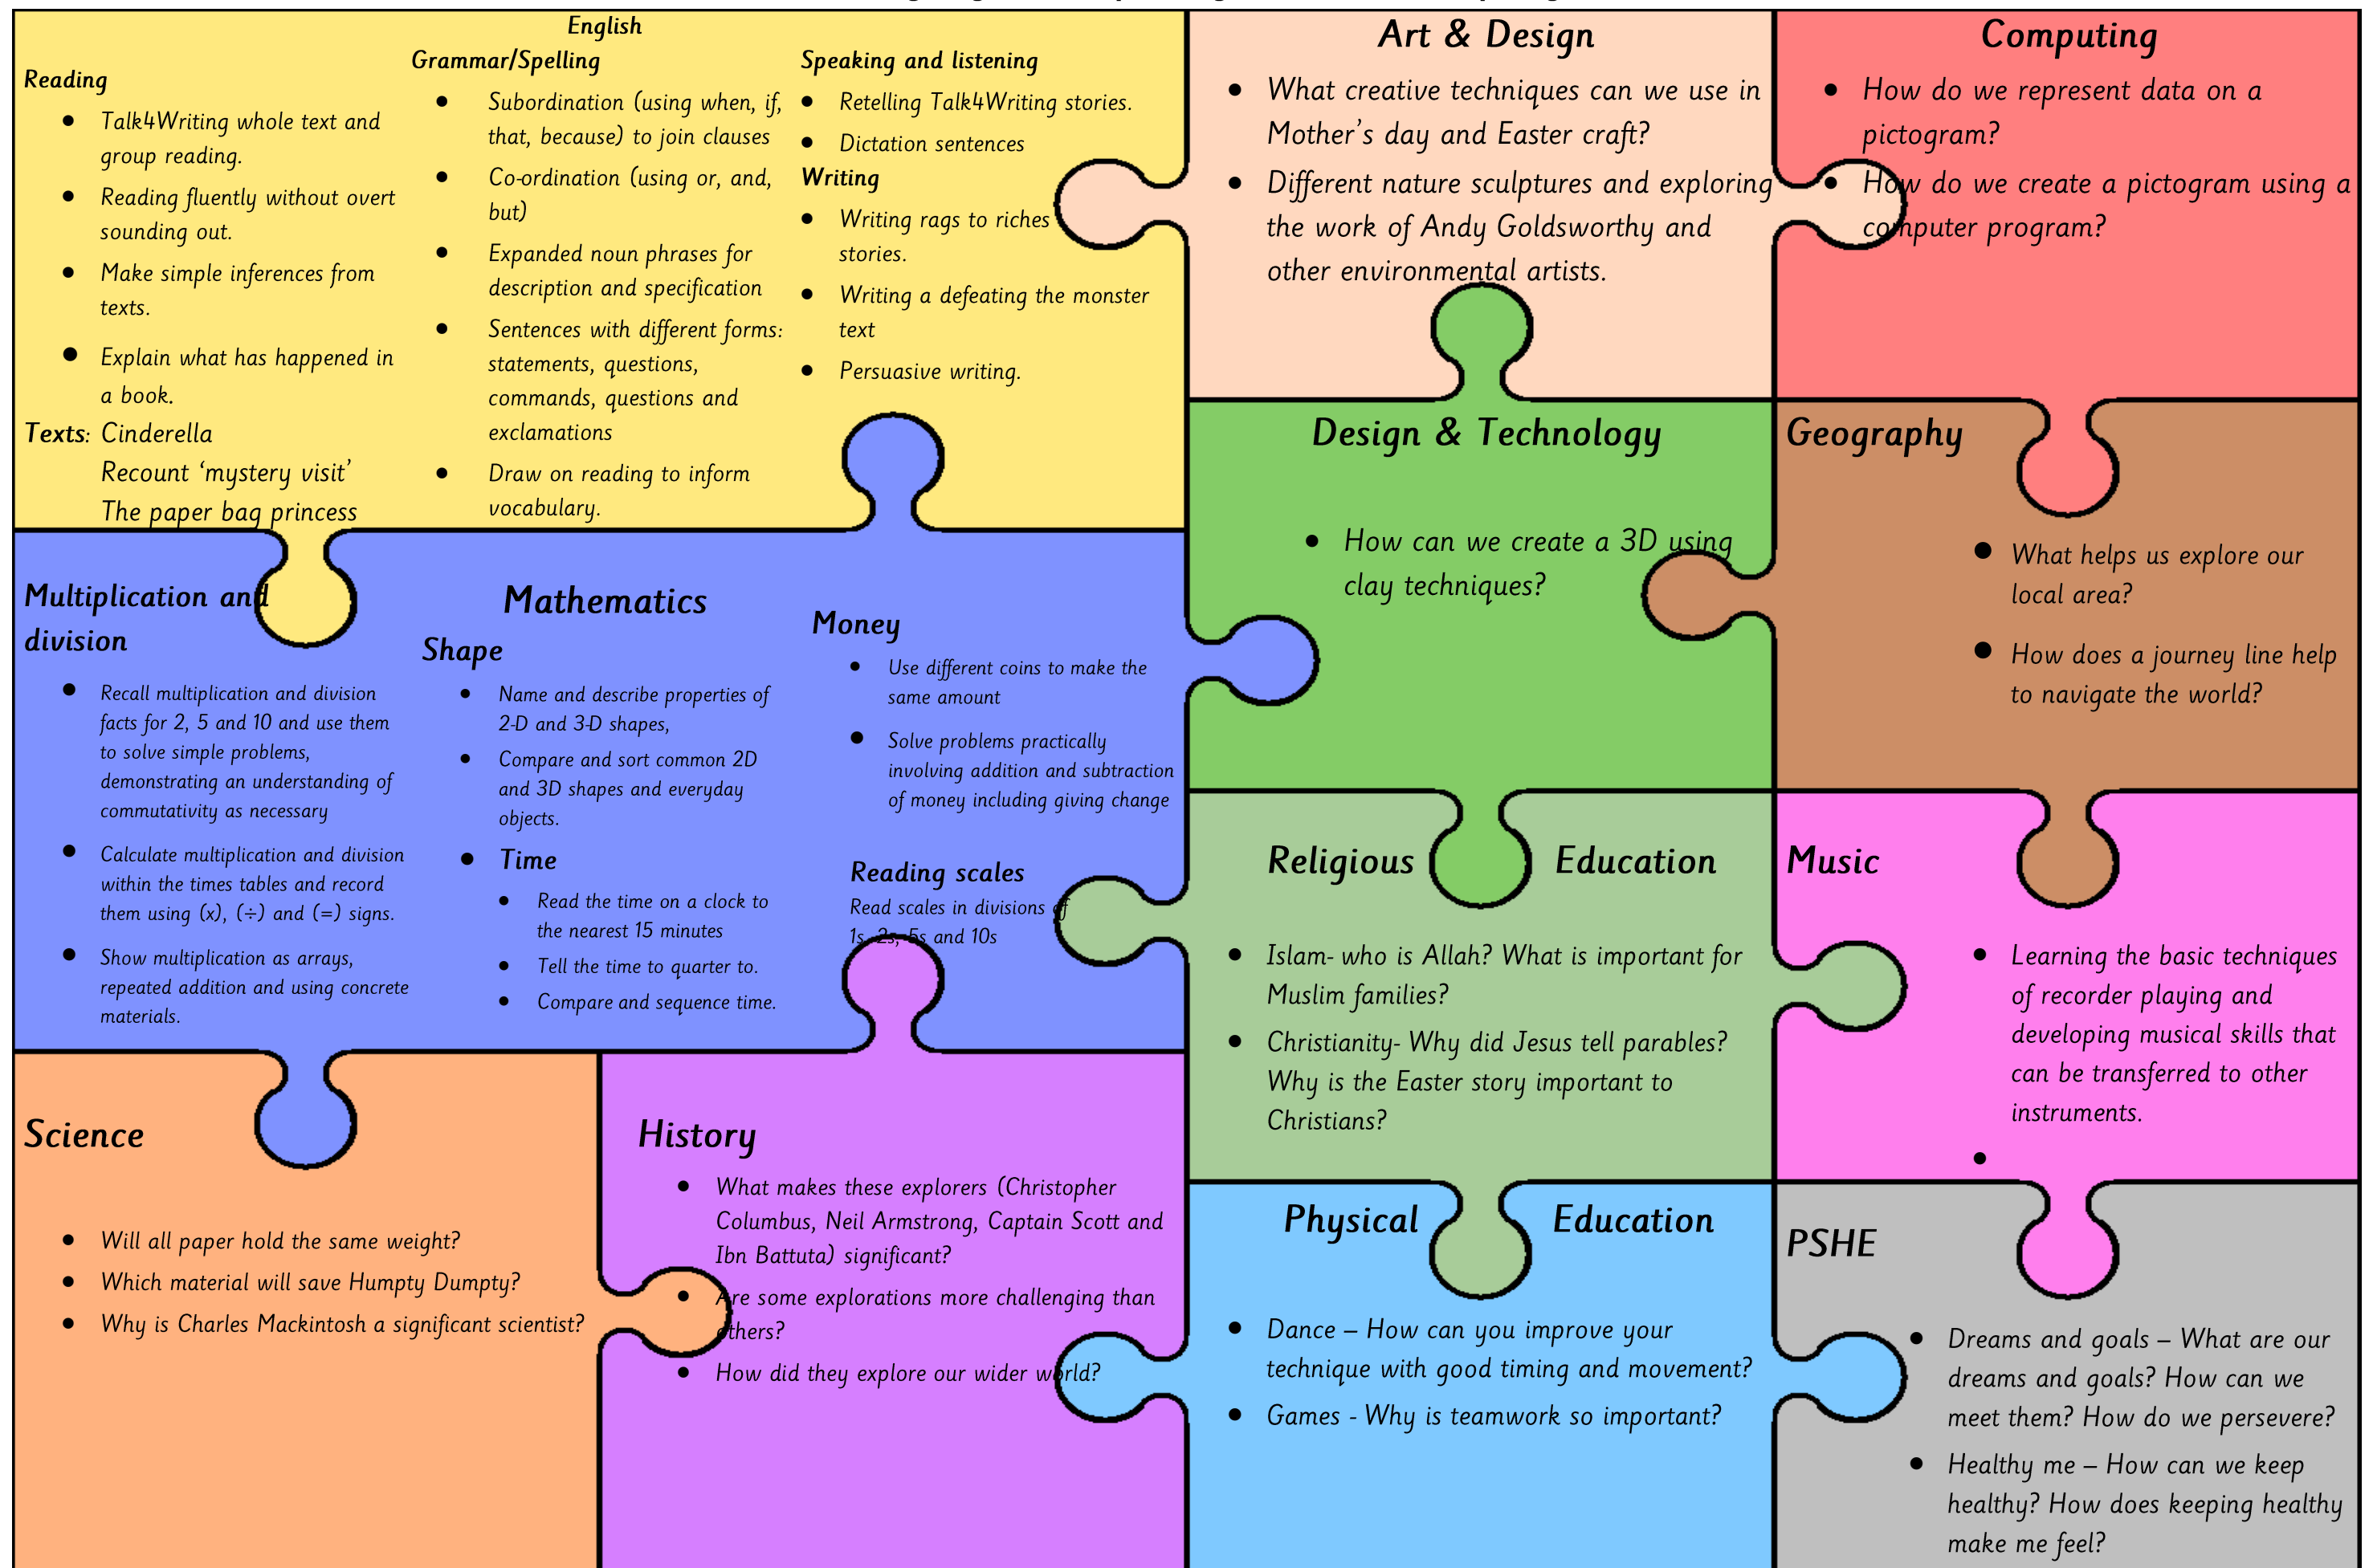 English
Reading
Talk4Writing whole text and
group reading.
Reading fluently without overt
sounding out.
Make simple inferences from
texts.
Explain what has happened in
a book.
Texts: Cinderella
Recount ‘mystery visit’
The paper bag princess
Grammar/Spelling
Subordination (using when, if,
that, because) to join clauses
Co-ordination (using or, and,
but)
Expanded noun phrases for
description and specification
Sentences with different forms:
statements, questions,
commands, questions and
exclamations
Draw on reading to inform
vocabulary.
Speaking and listening
Retelling Talk4Writing stories.
Dictation sentences
Writing
Writing rags to riches
stories.
Writing a defeating the monster
text
Persuasive writing.
Art & Design
What creative techniques can we use in
Mother’s day and Easter craft?
Different nature sculptures and exploring
the work of Andy Goldsworthy and
other environmental artists.
Computing
How do we represent data on a
pictogram?
How do we create a pictogram using a
computer program?
Design & Technology
How can we create a 3D using
clay techniques?
Geography
What helps us explore our
local area?
How does a journey line help
to navigate the world?
Mathematics
Multiplication and
division
Recall multiplication and division
facts for 2, 5 and 10 and use them
to solve simple problems,
demonstrating an understanding of
commutativity as necessary
Calculate multiplication and division
within the times tables and record
them using (x), (÷) and (=) signs.
Show multiplication as arrays,
repeated addition and using concrete
materials.
Shape
Name and describe properties of
2-D and 3-D shapes,
Compare and sort common 2D
and 3D shapes and everyday
objects.
Time
Read the time on a clock to
the nearest 15 minutes
Tell the time to quarter to.
Compare and sequence time.
Money
Use different coins to make the
same amount
Solve problems practically
involving addition and subtraction
of money including giving change
Reading scales
Read scales in divisions of
1s, 2s, 5s and 10s
Religious Education
Islam- who is Allah? What is important for
Muslim families?
Christianity- Why did Jesus tell parables?
Why is the Easter story important to
Christians?
Music
Learning the basic techniques
of recorder playing and
developing musical skills that
can be transferred to other
instruments.
Science
Will all paper hold the same weight?
Which material will save Humpty Dumpty?
Why is Charles Mackintosh a significant scientist?
History
What makes these explorers (Christopher
Columbus, Neil Armstrong, Captain Scott and
Ibn Battuta) significant?
Are some explorations more challenging than
others?
How did they explore our wider world?
Physical Education
Dance – How can you improve your
technique with good timing and movement?
Games - Why is teamwork so important?
PSHE
Dreams and goals – What are our
dreams and goals? How can we
meet them? How do we persevere?
Healthy me – How can we keep
healthy? How does keeping healthy
make me feel?